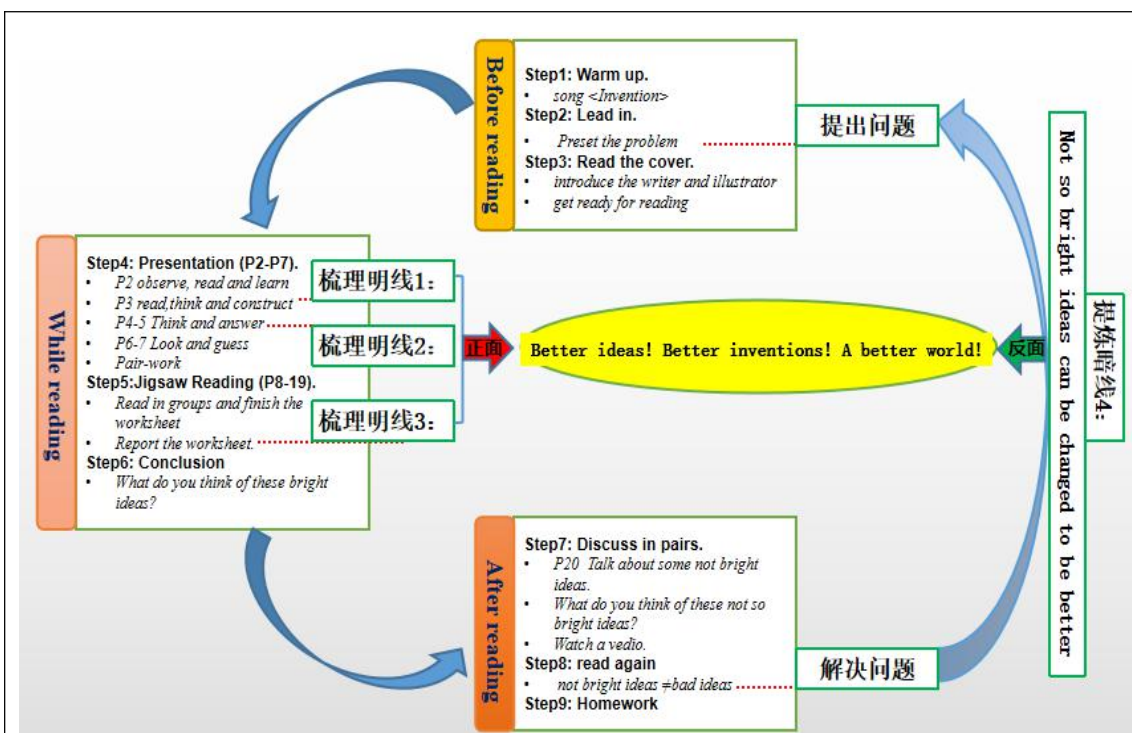 Before reading
Step1: Warm up.
• song <Invention>
Step2: Lead in.
• Preset the problem
Step3: Read the cover.
• introduce the writer and illustrator
• get ready for reading
提出问题
While reading
Step4: Presentation (P2-P7).
• P2 observe, read and learn
• P3 read,think and construct
• P4-5 Think and answer
• P6-7 Look and guess
• Pair-work
Step5:Jigsaw Reading (P8-19).
• Read in groups and finish the
worksheet
• Report the worksheet.
Step6: Conclusion
• What do you think of these bright
ideas?
梳理明线1:
梳理明线2:
梳理明线3:
正面
Better ideas! Better inventions! A better world!
反面
Not so bright ideas can be changed to be better
提炼暗线4:
After reading
Step7: Discuss in pairs.
• P20 Talk about some not bright
ideas.
• What do you think of these not so
bright ideas?
• Watch a vedio.
Step8: read again
• not bright ideas ≠bad ideas
Step9: Homework
解决问题